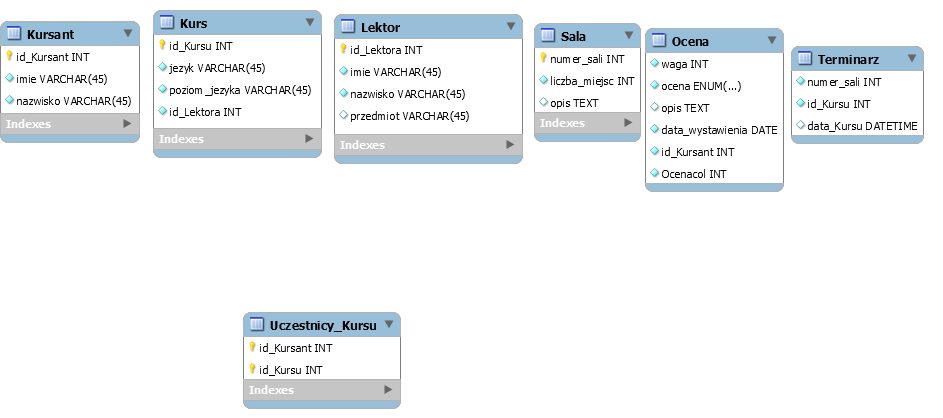 Kursant
id_Kursant INT
imie VARCHAR(45)
nazwisko VARCHAR(45)
Indexes
Kurs
id_Kursu INT
jezyk VARCHAR(45)
poziom_jezyka VARCHAR(45)
id_Lektora INT
Indexes
Lektor
id_Lektora INT
imie VARCHAR(45)
nazwisko VARCHAR(45)
przedmiot VARCHAR(45)
Indexes
Sala
numer_sali INT
liczba_miejsc INT
opis TEXT
Indexes
Ocena
waga INT
ocena ENUM(...)
opis TEXT
data_wystawienia DATE
id_Kursant INT
Ocenacol INT
Terminarz
numer_sali INT
id_Kursu INT
data_Kursu DATETIME
Uczestnicy_Kursu
id_Kursant INT
id_Kursu INT
Indexes